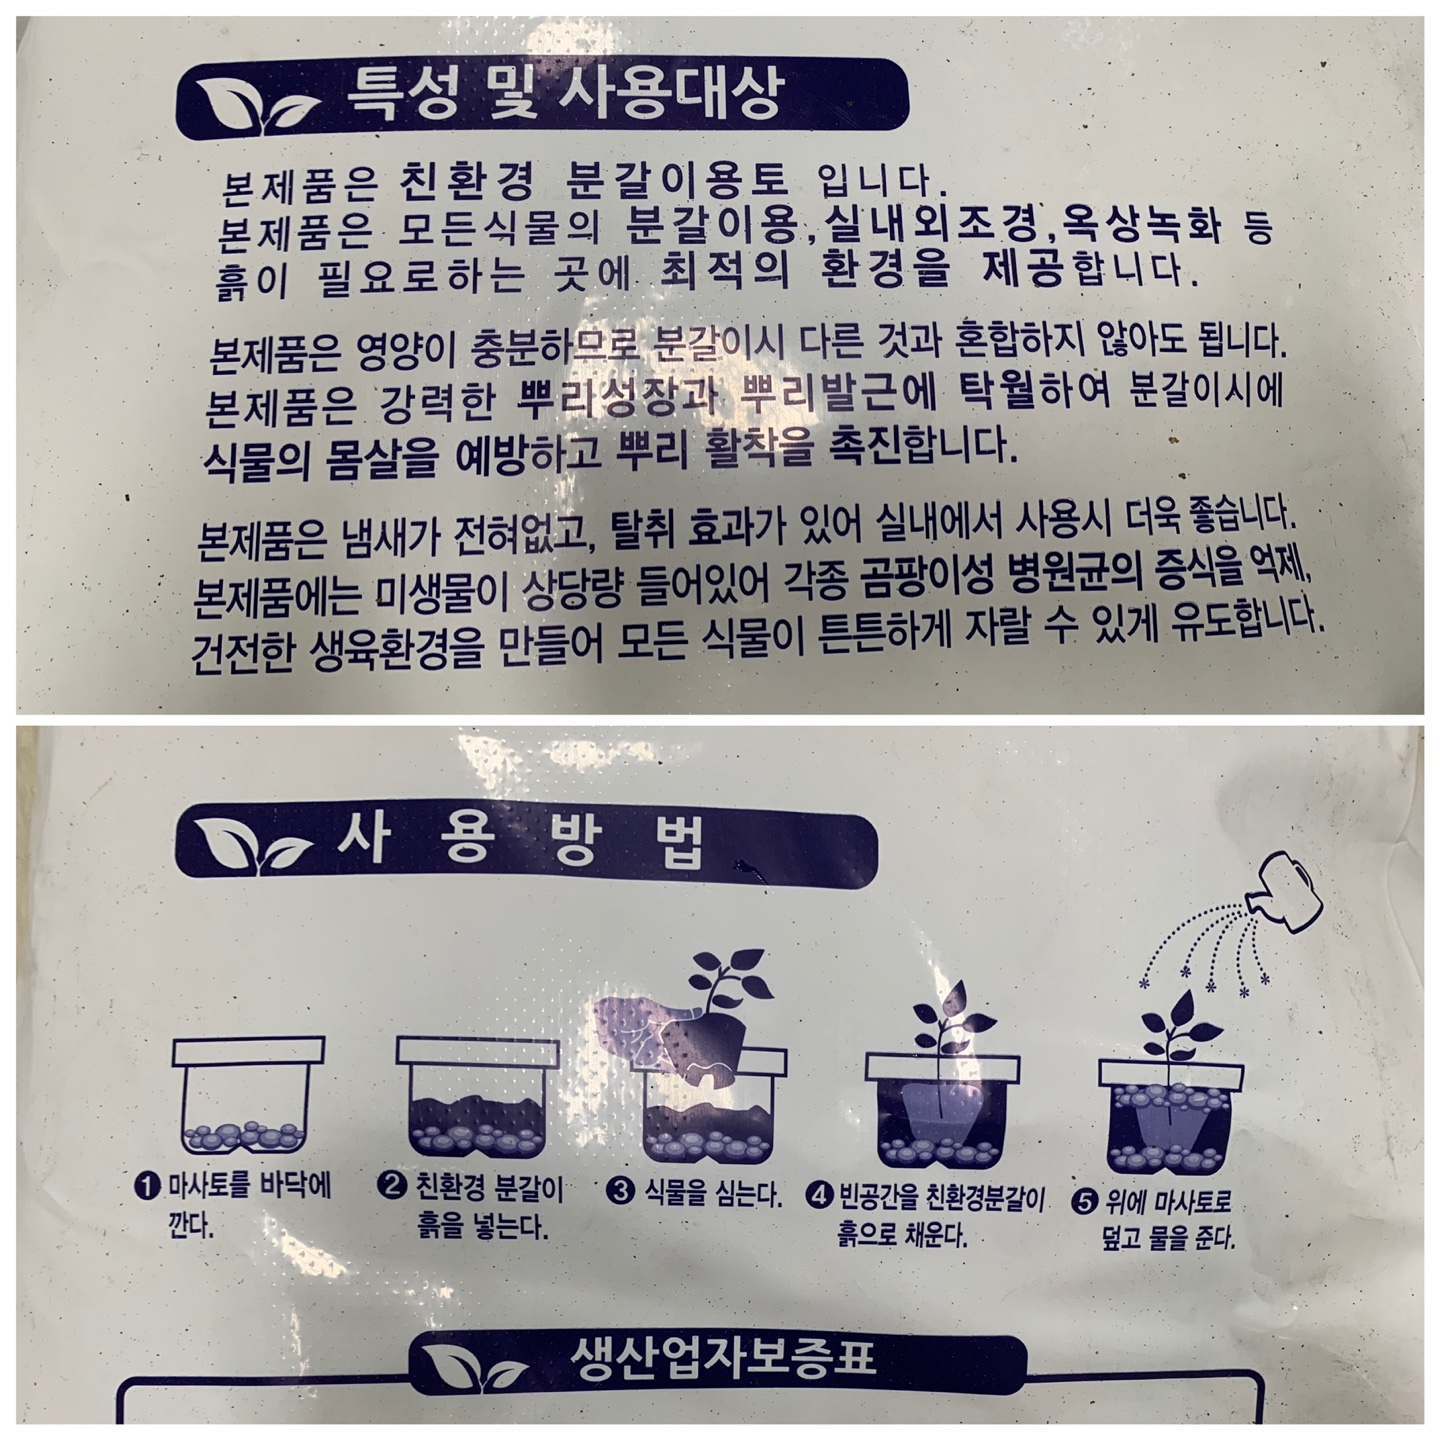 특성 및 사용대상
본제품은 친환경 분갈이용토 입니다.
본제품은 모든식물의 분갈이용,실내외조경,옥상녹화 등
흙이 필요로하는 곳에 최적의 환경을 제공합니다.
본제품은 영양이 충분하므로 분갈이시 다른 것과 혼합하지 않아도 됩니다.
본제품은 강력한 뿌리성장과 뿌리발근에 탁월하여 분갈이시에
식물의 몸살을 예방하고 뿌리 활착을 촉진합니다.
본제품은 냄새가 전혀없고, 탈취 효과가 있어 실내에서 사용시 더욱 좋습니다.
본제품에는 미생물이 상당량 들어있어 각종 곰팡이성 병원균의 증식을 억제,
건전한 생육환경을 만들어 모든 식물이 튼튼하게 자랄 수 있게 유도합니다.
사용방법
❶ 마사토를 바닥에
깐다.
❷ 친환경 분갈이
흙을 넣는다.
❸ 식물을 심는다.
❹ 빈공간을 친환경분갈이
흙으로 채운다.
❺ 위에 마사토로
덮고 물을 준다.
생산업자보증표